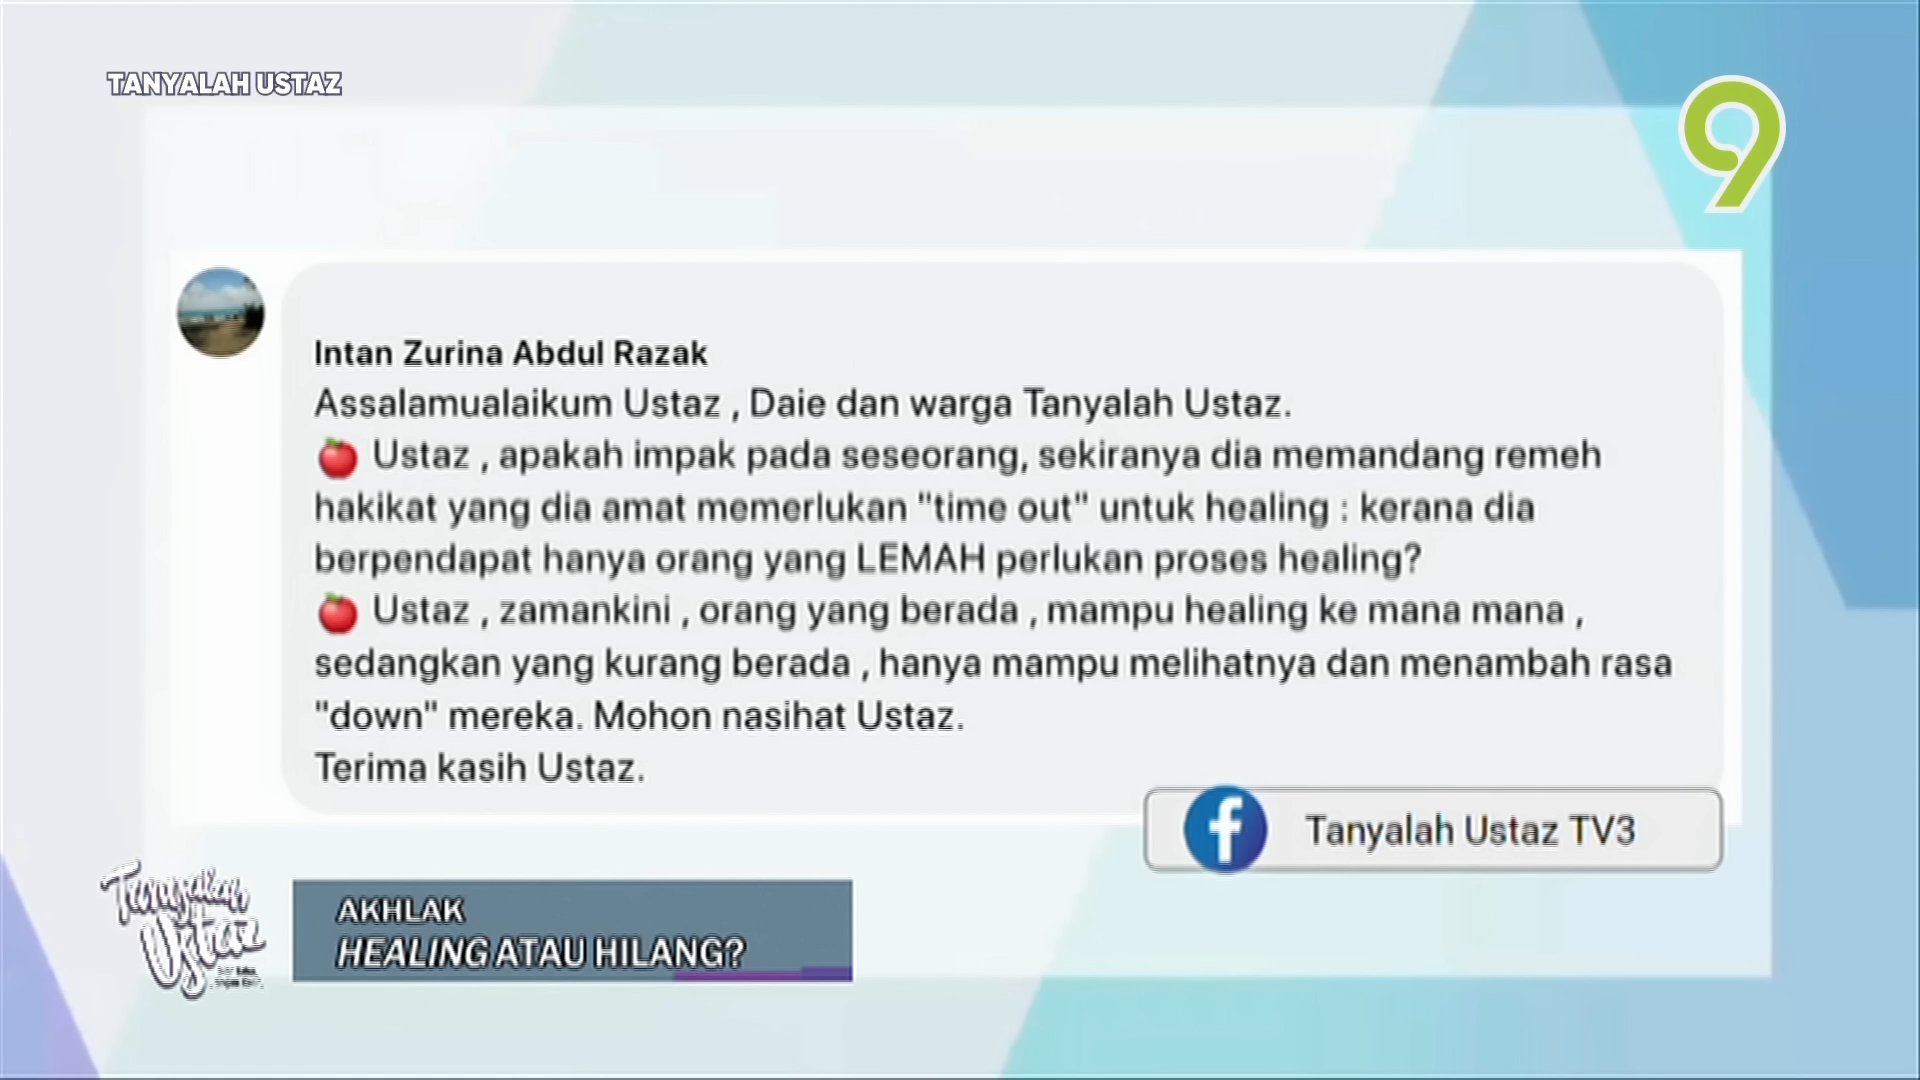 TANYALAH USTAZ
9
Intan Zurina Abdul Razak
Assalamualaikum Ustaz , Daie dan warga Tanyalah Ustaz.
🍎 Ustaz , apakah impak pada seseorang, sekiranya dia memandang remeh
hakikat yang dia amat memerlukan "time out" untuk healing : kerana dia
berpendapat hanya orang yang LEMAH perlukan proses healing?
🍎 Ustaz , zamankini , orang yang berada , mampu healing ke mana mana ,
sedangkan yang kurang berada , hanya mampu melihatnya dan menambah rasa
"down" mereka. Mohon nasihat Ustaz.
Terima kasih Ustaz.
f Tanyalah Ustaz TV3
Tanyalah
Ustaz
AKHLAK
HEALING ATAU HILANG?